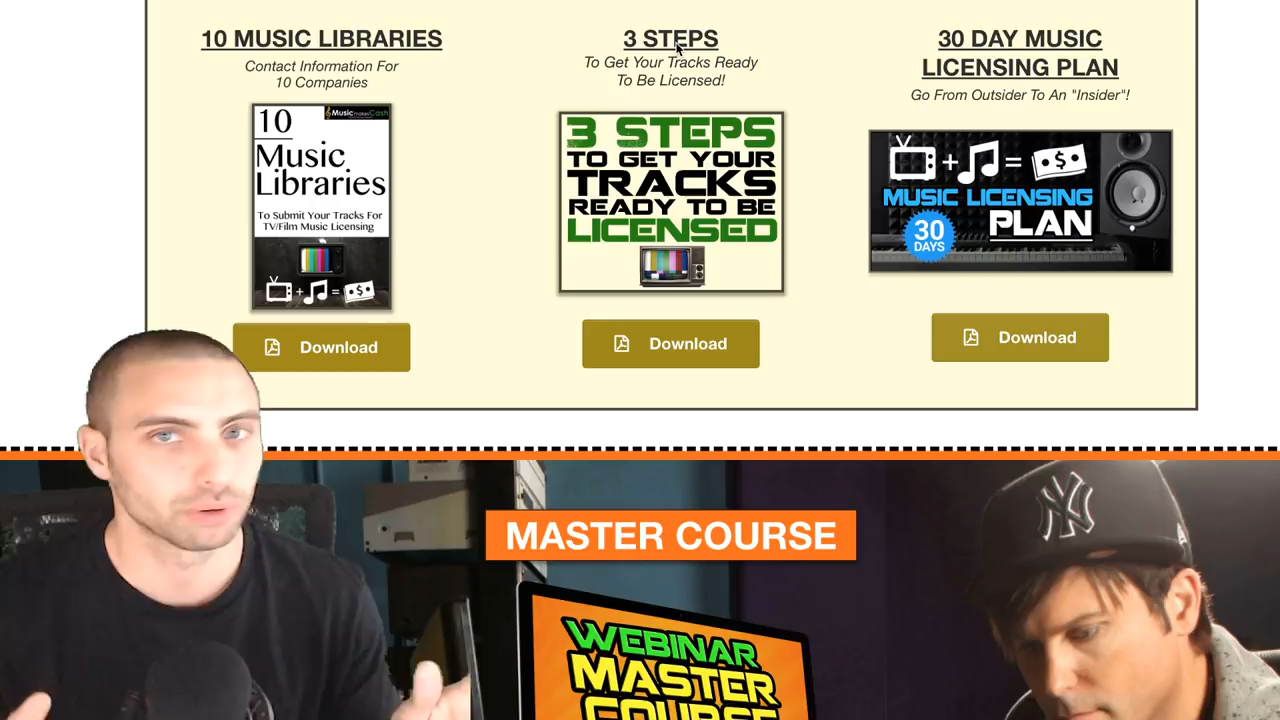 10 MUSIC LIBRARIES
Contact Information For
10 Companies
10
MusicmakesCash
Music
Libraries
To Submit Your Tracks For
TV/Film Music Licensing
+ =
$
Download
3 STEPS
To Get Your Tracks Ready
To Be Licensed!
3 STEPS
TO GET YOUR
TRACKS
READY TO BE
LICENSED
Download
30 DAY MUSIC
LICENSING PLAN
Go From Outsider To An "Insider"!
+ =
$
MUSIC LICENSING
30
DAYS
PLAN
Download
MASTER COURSE
NY
WEBINAR
MASTER
COURSE